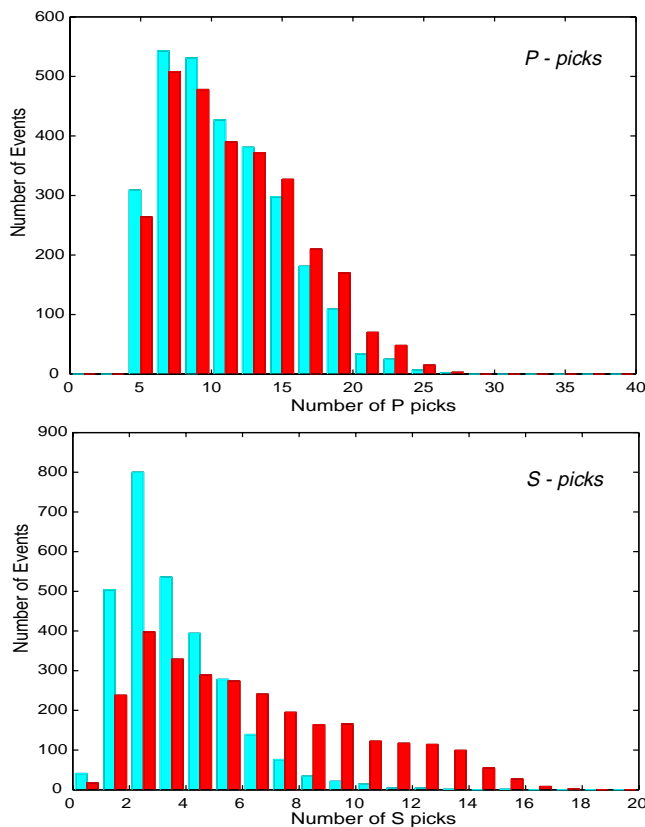 600
500
400
300
200
100
0
Number of Events
P - picks
0 5 10 15 20 25 30 35 40
Number of P picks
900
800
700
600
500
400
300
200
100
0
Number of Events
S - picks
0 2 4 6 8 10 12 14 16 18 20
Number of S picks